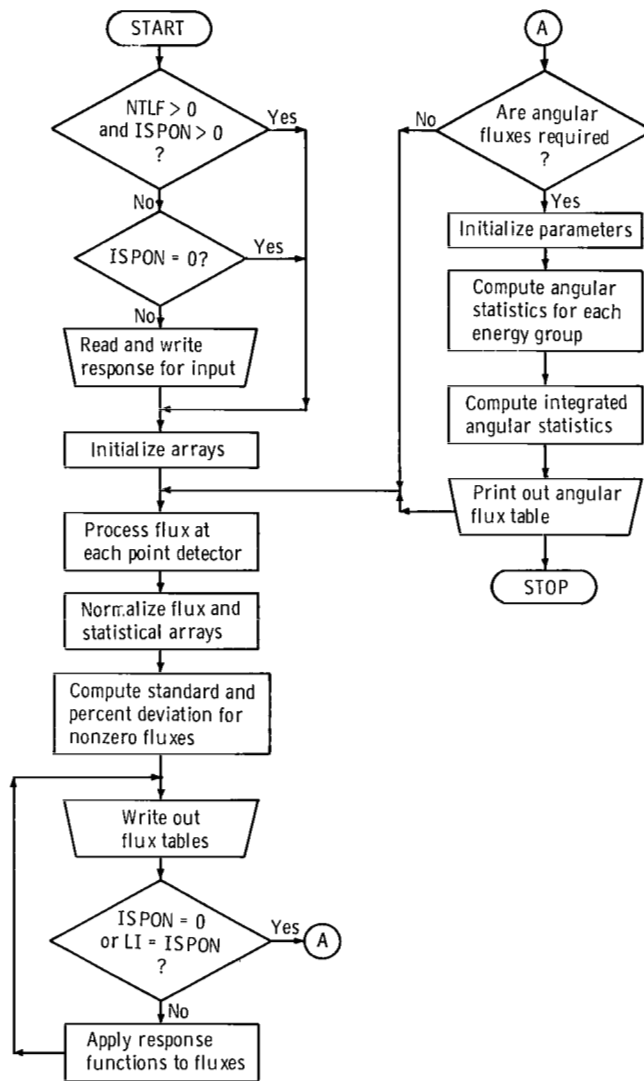 START
NTLF > 0
and ISPON > 0
?
Yes
No
ISPON = 0?
Yes
No
Read and write
response for input
Initialize arrays
Process flux at
each point detector
Normalize flux and
statistical arrays
Compute standard and
percent deviation for
nonzero fluxes
Write out
flux tables
ISPON = 0
or LI = ISPON
?
Yes
A
No
Apply response
functions to fluxes
A
Are angular
fluxes required
?
No
Yes
Initialize parameters
Compute angular
statistics for each
energy group
Compute integrated
angular statistics
Print out angular
flux table
STOP